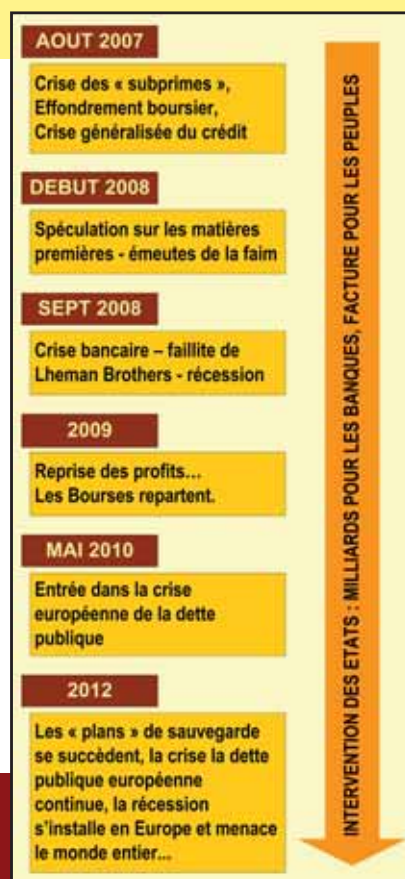 AOUT 2007
Crise des « subprimes »,
Effondrement boursier,
Crise généralisée du crédit
DEBUT 2008
Spéculation sur les matières
premières - émeutes de la faim
SEPT 2008
Crise bancaire – faillite de
Lheman Brothers - récession
2009
Reprise des profits…
Les Bourses repartent.
MAI 2010
Entrée dans la crise
européenne de la dette
publique
2012
Les « plans » de sauvegarde
se succèdent, la crise la dette
publique européenne
continue, la récession
s’installe en Europe et menace
le monde entier...
INTERVENTION DES ETATS : MILLIARDS POUR LES BANQUES, FACTURE POUR LES PEUPLES